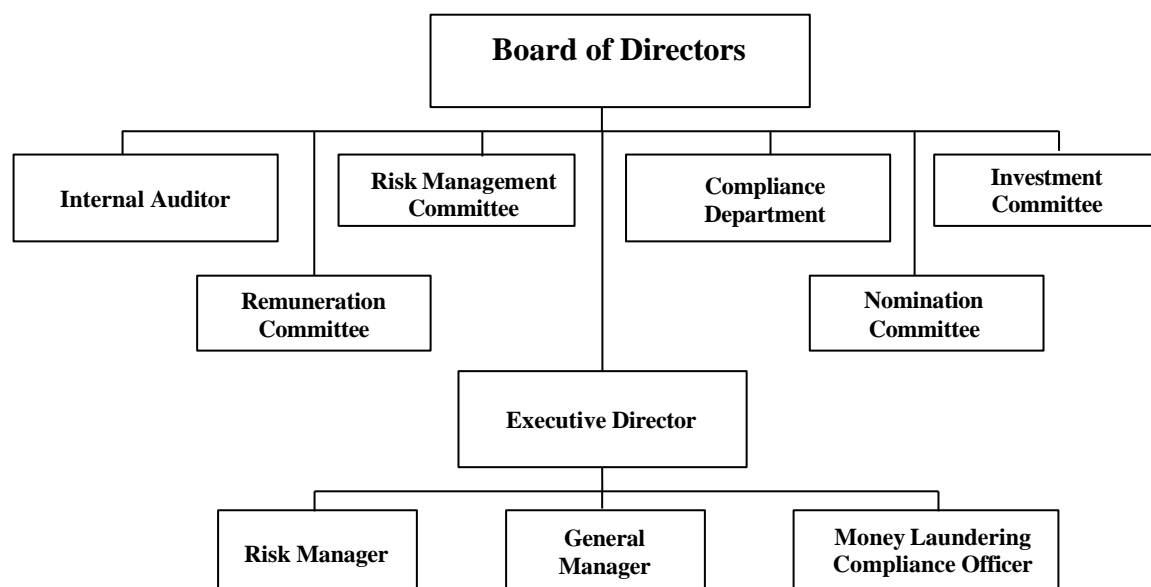 Board of Directors
Internal Auditor
Risk Management
Committee
Compliance
Department
Investment
Committee
Remuneration
Committee
Nomination
Committee
Executive Director
Risk Manager
General
Manager
Money Laundering
Compliance Officer